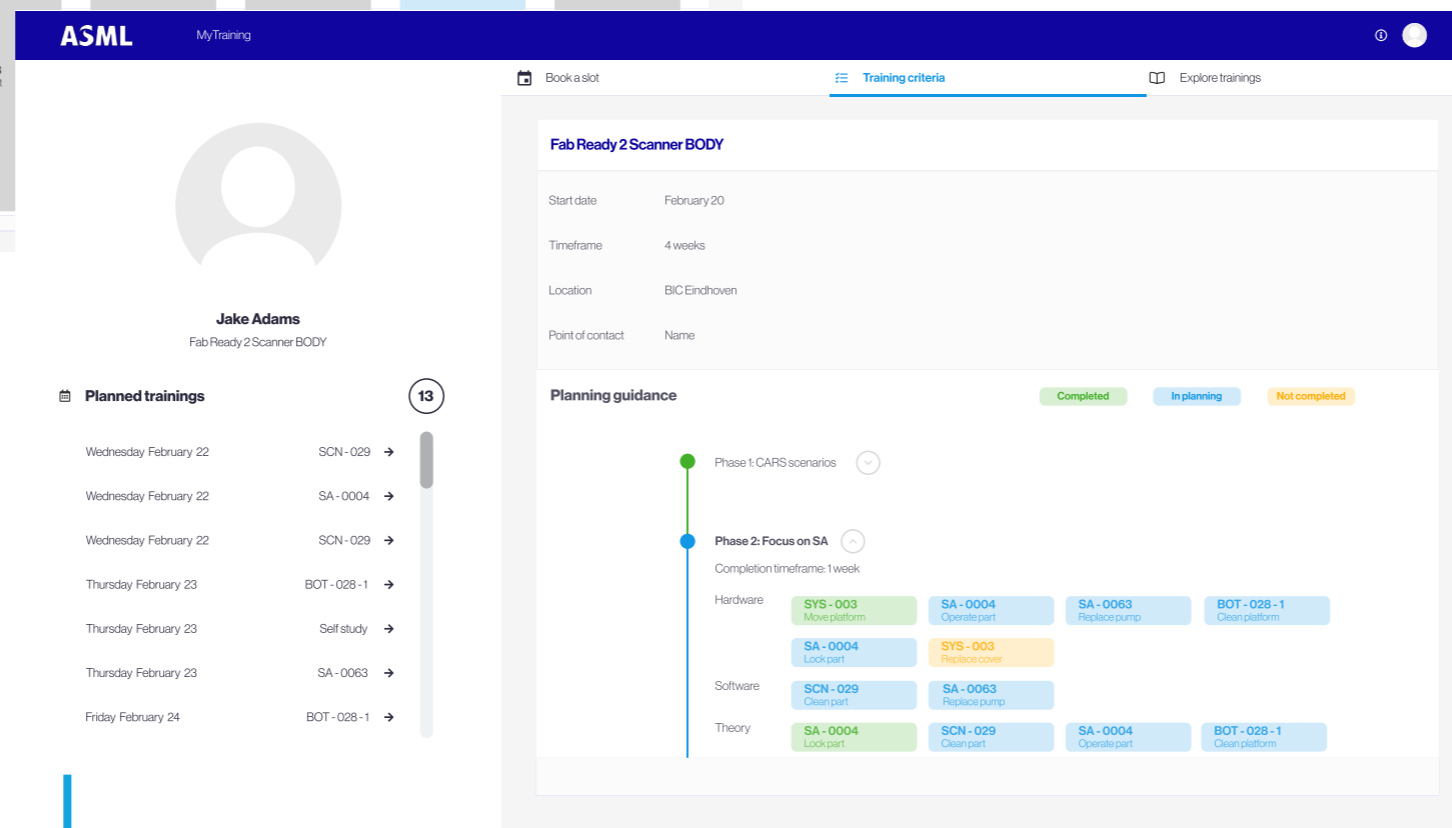 ASML MyTraining
Book a slot Training criteria Explore trainings
Jake Adams
Fab Ready 2 Scanner BODY
Planned trainings 13
Wednesday February 22 SCN - 029
Wednesday February 22 SA - 0004
Wednesday February 22 SCN - 029
Thursday February 23 BOT - 028 - 1
Thursday February 23 Self study
Thursday February 23 SA - 0063
Friday February 24 BOT - 028 - 1
Fab Ready 2 Scanner BODY
Start date February 20
Timeframe 4 weeks
Location BIC Eindhoven
Point of contact Name
Planning guidance Completed In planning Not completed
Phase 1: CARS scenarios
Phase 2: Focus on SA
Completion timeframe: 1 week
Hardware SYS - 003 SA - 0004 SA - 0063 BOT - 028 - 1
Move platform Operate part Replace pump Clean platform
SA - 0004 SYS - 003
Lock part Replace cover
Software SCN - 029 SA - 0063
Clean part Replace pump
Theory SA - 0004 SCN - 029 SA - 0004 BOT - 028 - 1
Lock part Clean part Operate part Clean platform